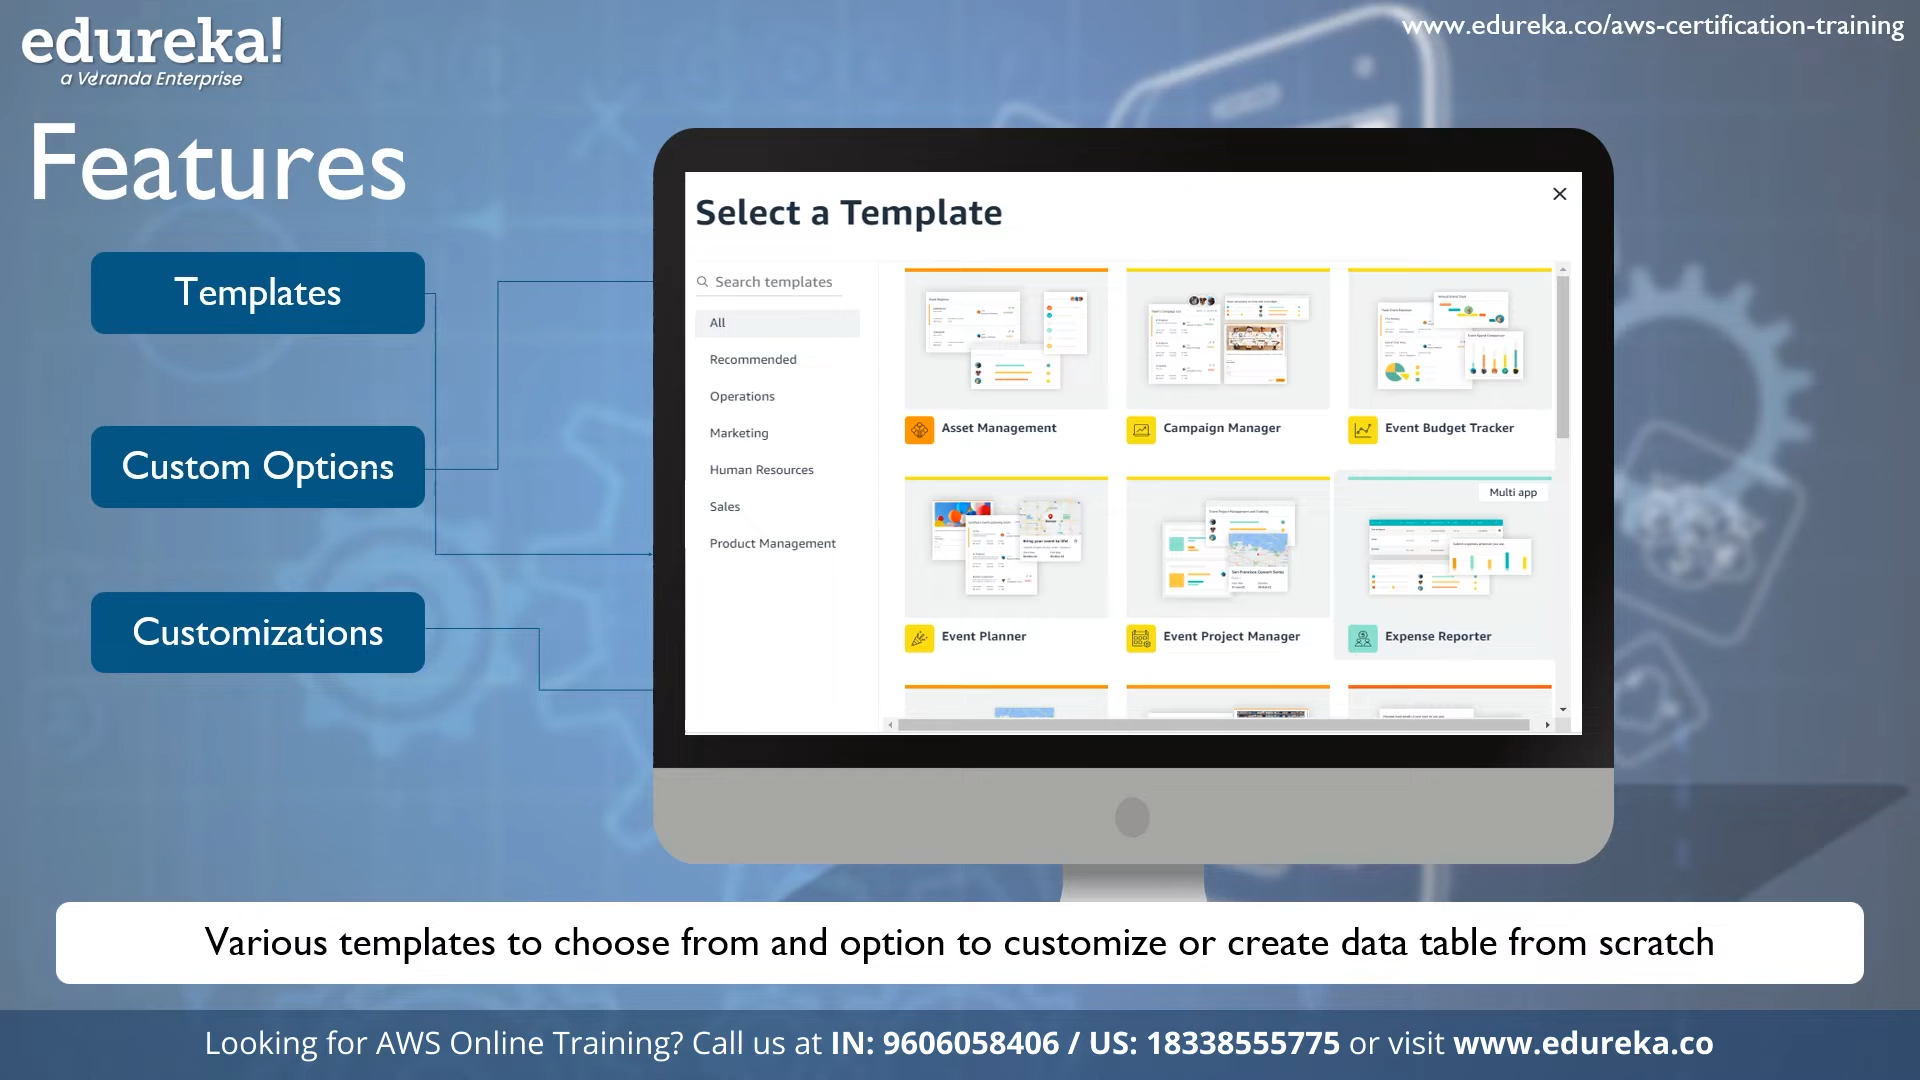 edureka!
a Veranda Enterprise
www.edureka.co/aws-certification-training
Features
Templates
Custom Options
Customizations
Select a Template
Search templates
All
Recommended
Operations
Marketing
Human Resources
Sales
Product Management
Asset Management
Campaign Manager
Event Budget Tracker
Multi app
Event Planner
Event Project Manager
Expense Reporter
Various templates to choose from and option to customize or create data table from scratch
Looking for AWS Online Training? Call us at IN: 9606058406 / US: 18338555775 or visit www.edureka.co